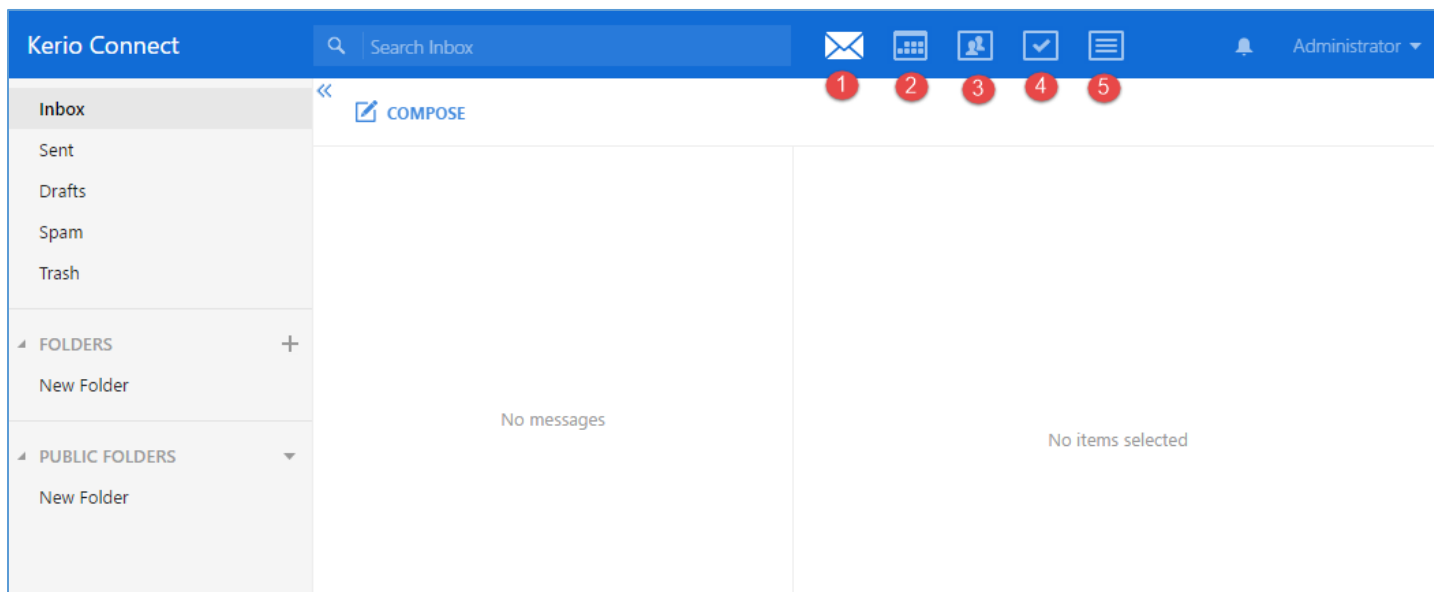 Kerio Connect
Search Inbox
Administrator
1 2 3 4 5
Inbox
COMPOSE
Sent
Drafts
Spam
Trash
FOLDERS
New Folder
No messages
No items selected
PUBLIC FOLDERS
New Folder